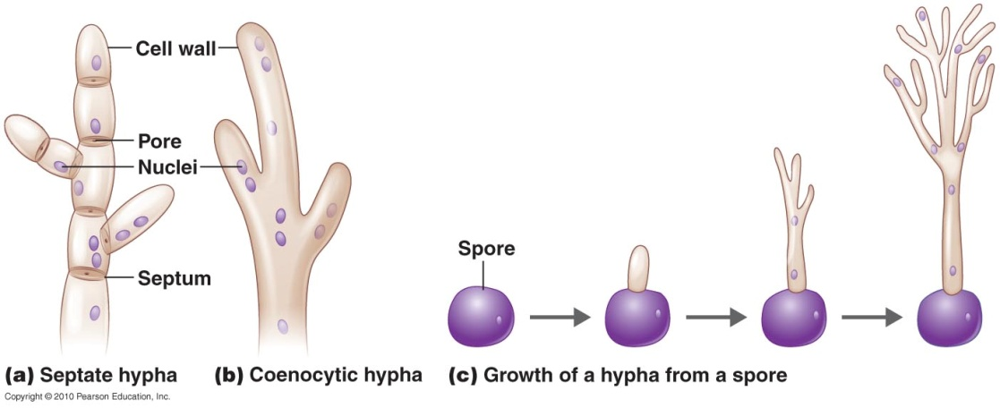 Cell wall
Pore
Nuclei
Septum
Spore
(a) Septate hypha
(b) Coenocytic hypha
(c) Growth of a hypha from a spore
Copyright © 2010 Pearson Education, Inc.